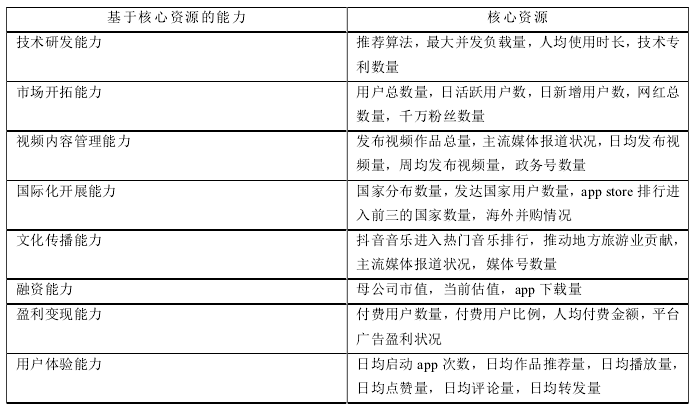 基于核心资源的能力 核心资源
技术研发能力 推荐算法，最大并发负载量，人均使用时长，技术专
利数量
市场开拓能力 用户总数量，日活跃用户数，日新增用户数，网红总
数量，千万粉丝数量
视频内容管理能力 发布视频作品总量，主流媒体报道状况，日均发布视
频量，周均发布视频量，政务号数量
国际化开展能力 国家分布数量，发达国家用户数量，app store 排行进
入前三的国家数量，海外并购情况
文化传播能力 抖音音乐进入热门音乐排行，推动地方旅游业贡献，
主流媒体报道状况，媒体号数量
融资能力 母公司市值，当前估值，app 下载量
盈利变现能力 付费用户数量，付费用户比例，人均付费金额，平台
广告盈利状况
用户体验能力 日均启动 app 次数，日均作品推荐量，日均播放量，
日均点赞量，日均评论量，日均转发量